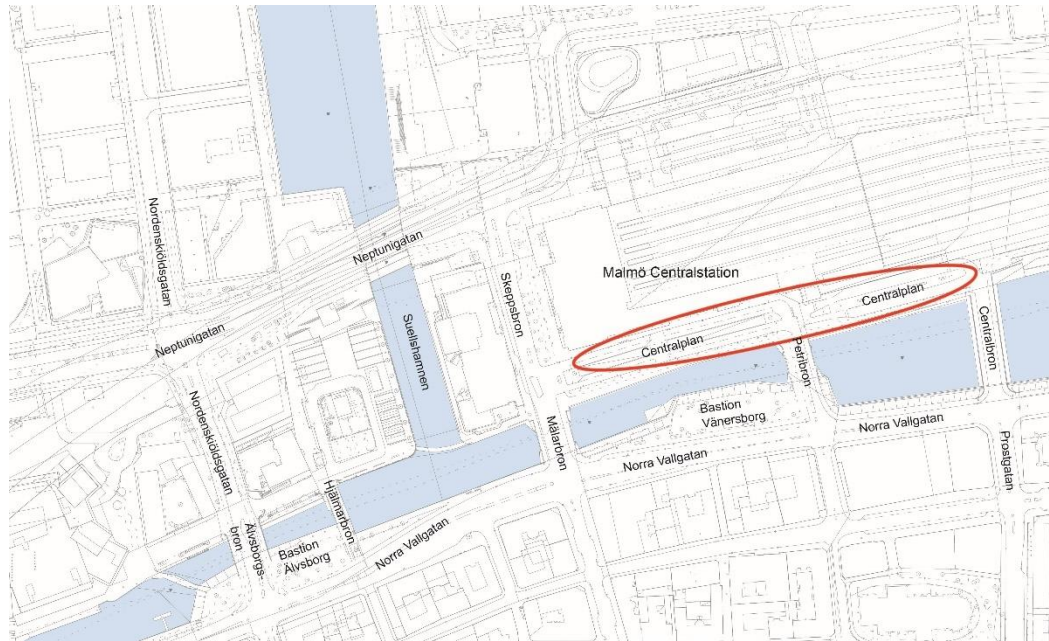 Nordenskiöldsgatan
Neptunigatan
Neptunigatan
Suellshamnen
Skeppsbron
Malmö Centralstation
Centralplan
Centralplan
Petribron
Centralbron
Bastion
Vänersborg
Norra Vallgatan
Norra Vallgatan
Mälarbron
Prostgatan
Nordenskiöldsgatan
Hjälmarbron
Älvsborgs-
bron
Bastion
Älvsborg
Norra Vallgatan